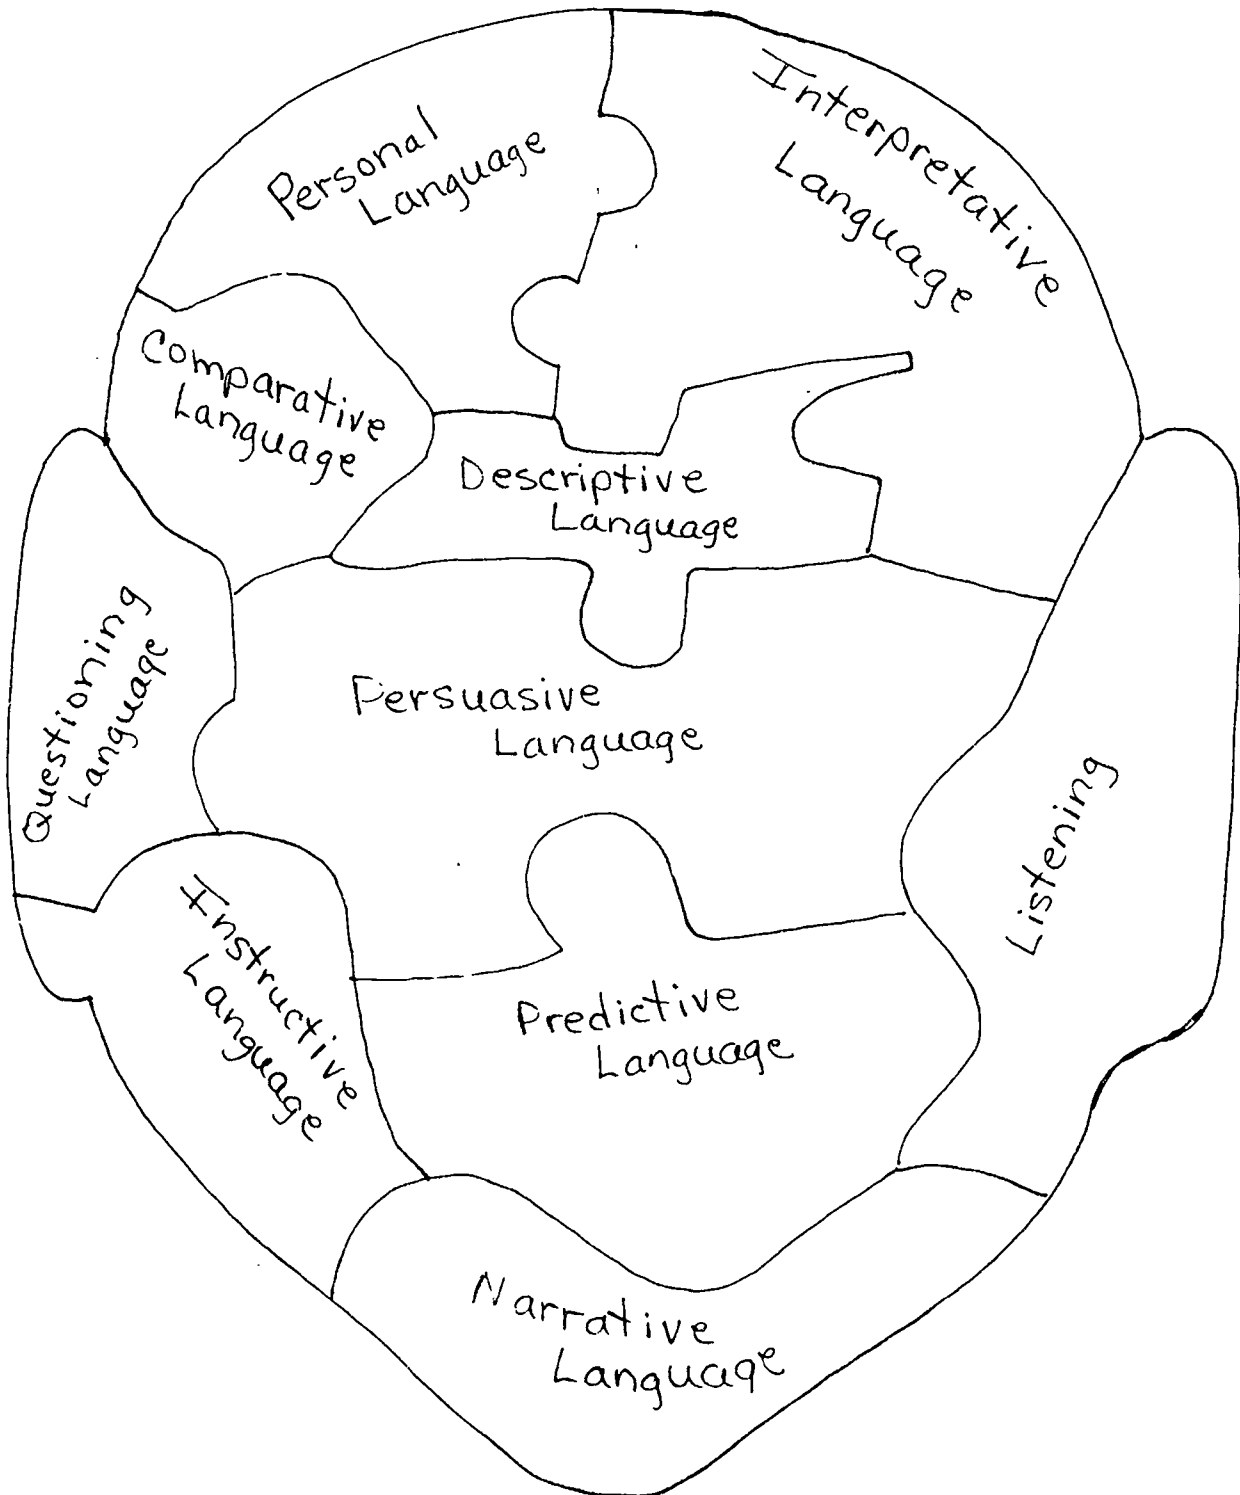 Personal
Language
Interpretative
Language
Comparative
Language
Descriptive
Language
Questioning
Language
Persuasive
Language
Listening
Instructive
Language
Predictive
Language
Narrative
Language